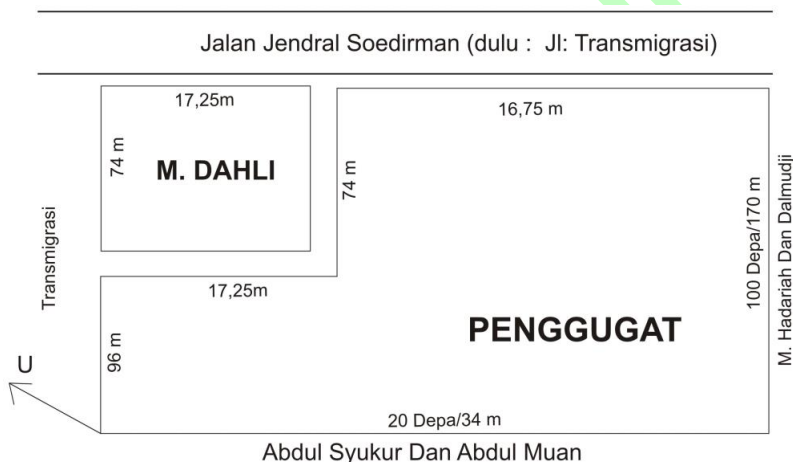 Jalan Jendral Soedirman (dulu : Jl: Transmigrasi)
17,25m
16,75 m
74 m
M. DAHLI
74 m
Transmigrasi
100 Depa/170 m
M. Hadariah Dan Dalmudji
17,25m
PENGGUGAT
96 m
U
20 Depa/34 m
Abdul Syukur Dan Abdul Muan